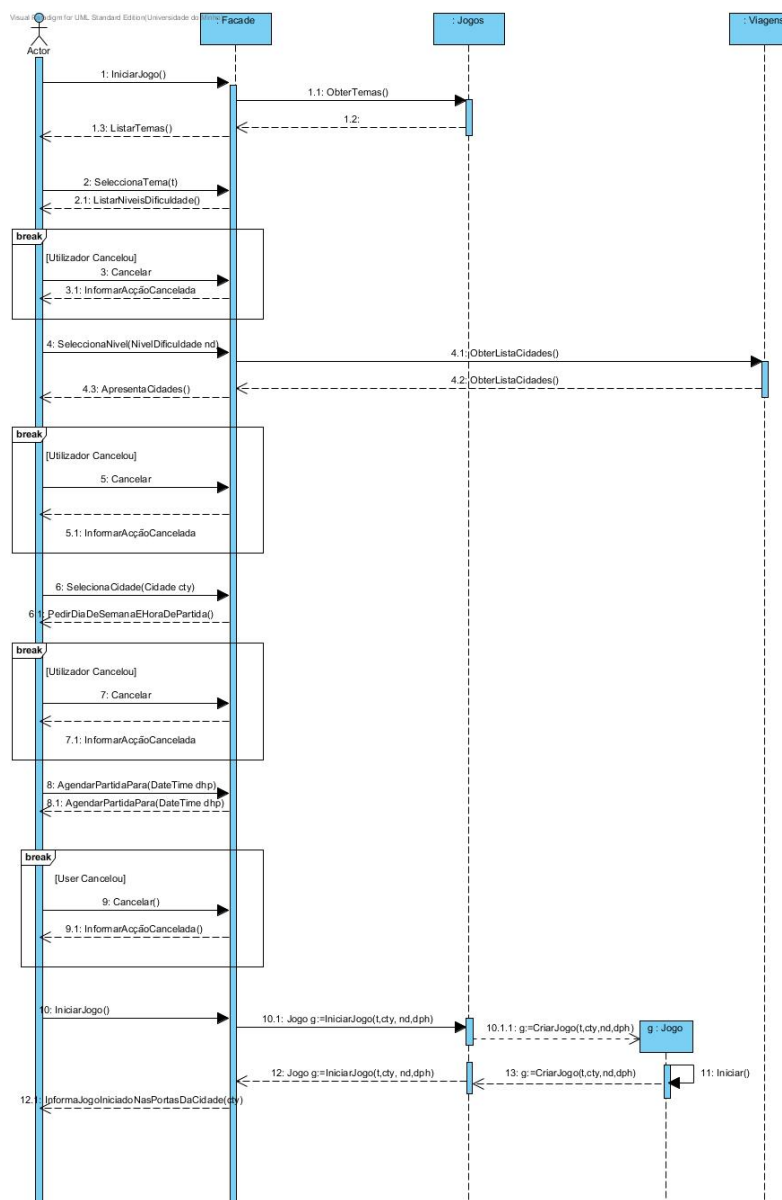 Visual Paradigm for UML Standard Edition(Universidade do Minho)
: Facade
: Jogos
: Viagens
Actor
1: IniciarJogo()
1.1: ObterTemas()
1.2:
1.3: ListarTemas()
2: SeleccionaTema(t)
2.1: ListarNiveisDificuldade()
break
[Utilizador Cancelou]
3: Cancelar
3.1: InformarAcçãoCancelada
4: SeleccionaNivel(NivelDificuldade nd)
4.1: ObterListaCidades()
4.2: ObterListaCidades()
4.3: ApresentaCidades()
break
[Utilizador Cancelou]
5: Cancelar
5.1: InformarAcçãoCancelada
6: SelecionaCidade(Cidade cty)
6.1: PedirDiaDeSemanaEHoraDePartida()
break
[Utilizador Cancelou]
7: Cancelar
7.1: InformarAcçãoCancelada
8: AgendarPartidaPara(DateTime dhp)
8.1: AgendarPartidaPara(DateTime dhp)
break
[User Cancelou]
9: Cancelar()
9.1: InformarAcçãoCancelada()
10: IniciarJogo()
10.1: Jogo g:=IniciarJogo(t,cty, nd,dph)
10.1.1: g:=CriarJogo(t,cty,nd,dph)
g : Jogo
11: Iniciar()
12: Jogo g:=IniciarJogo(t,cty, nd,dph)
13: g:=CriarJogo(t,cty,nd,dph)
12.1: InformaJogoIniciadoNasPortasDaCidade(cty)